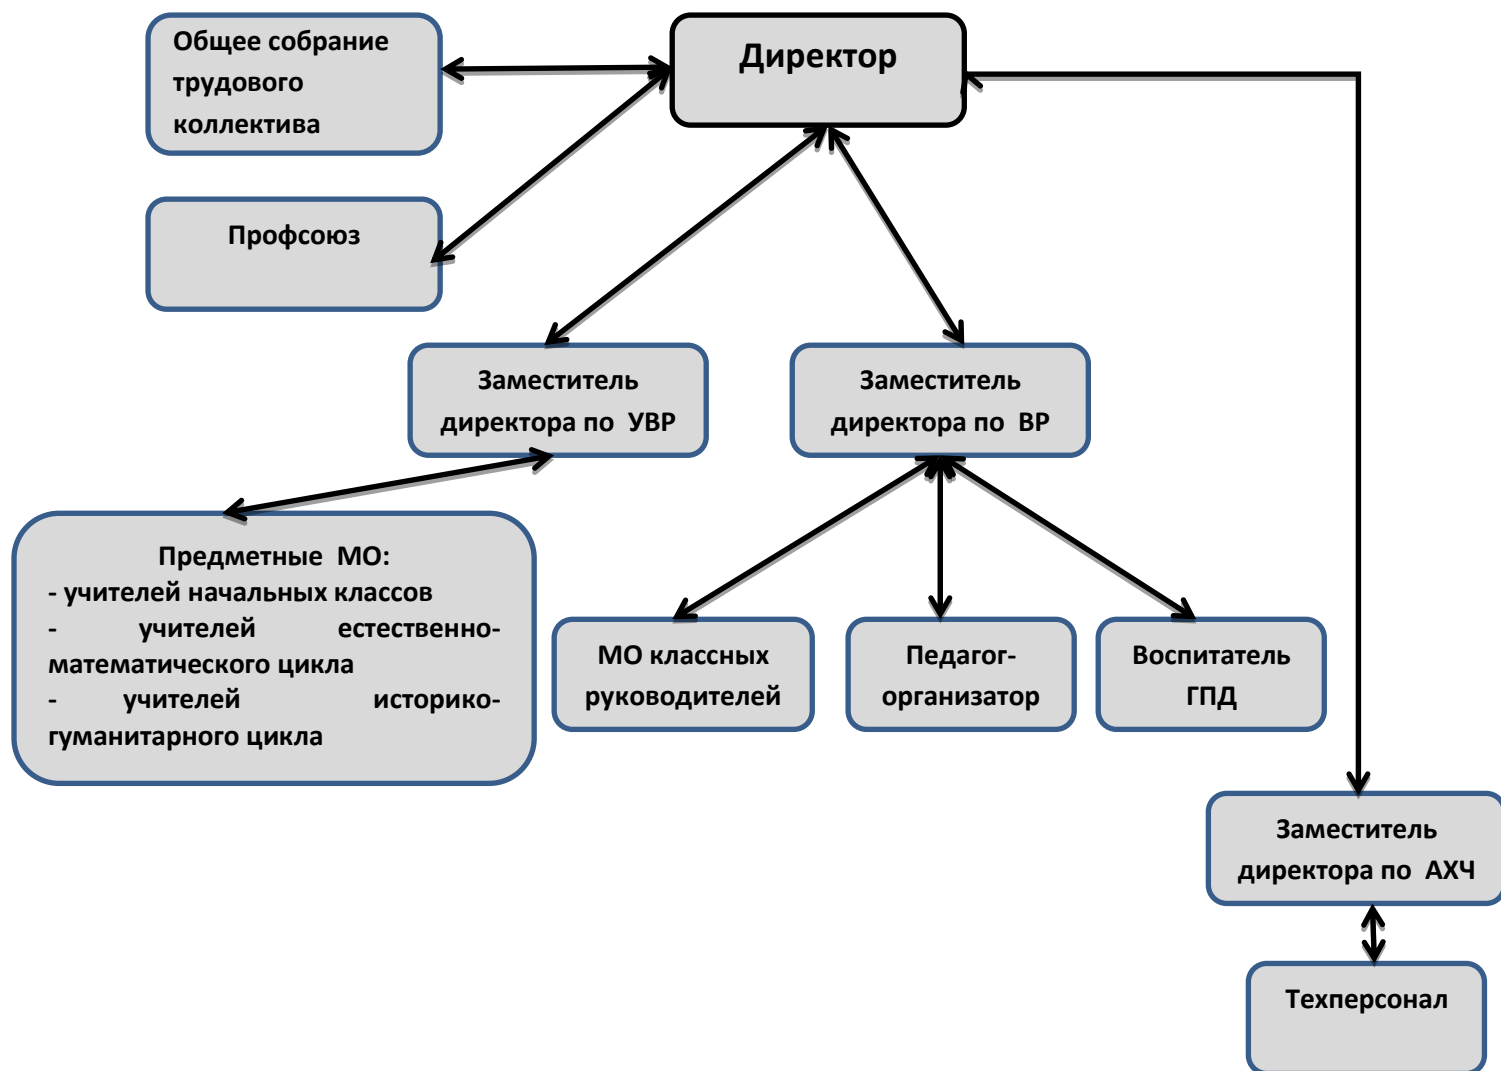 Общее собрание
трудового
коллектива
Директор
Профсоюз
Заместитель
директора по УВР
Заместитель
директора по ВР
Предметные МО:
- учителей начальных классов
- учителей естественно-
математического цикла
- учителей историко-
гуманитарного цикла
МО классных
руководителей
Педагог-
организатор
Воспитатель
ГПД
Заместитель
директора по АХЧ
Техперсонал